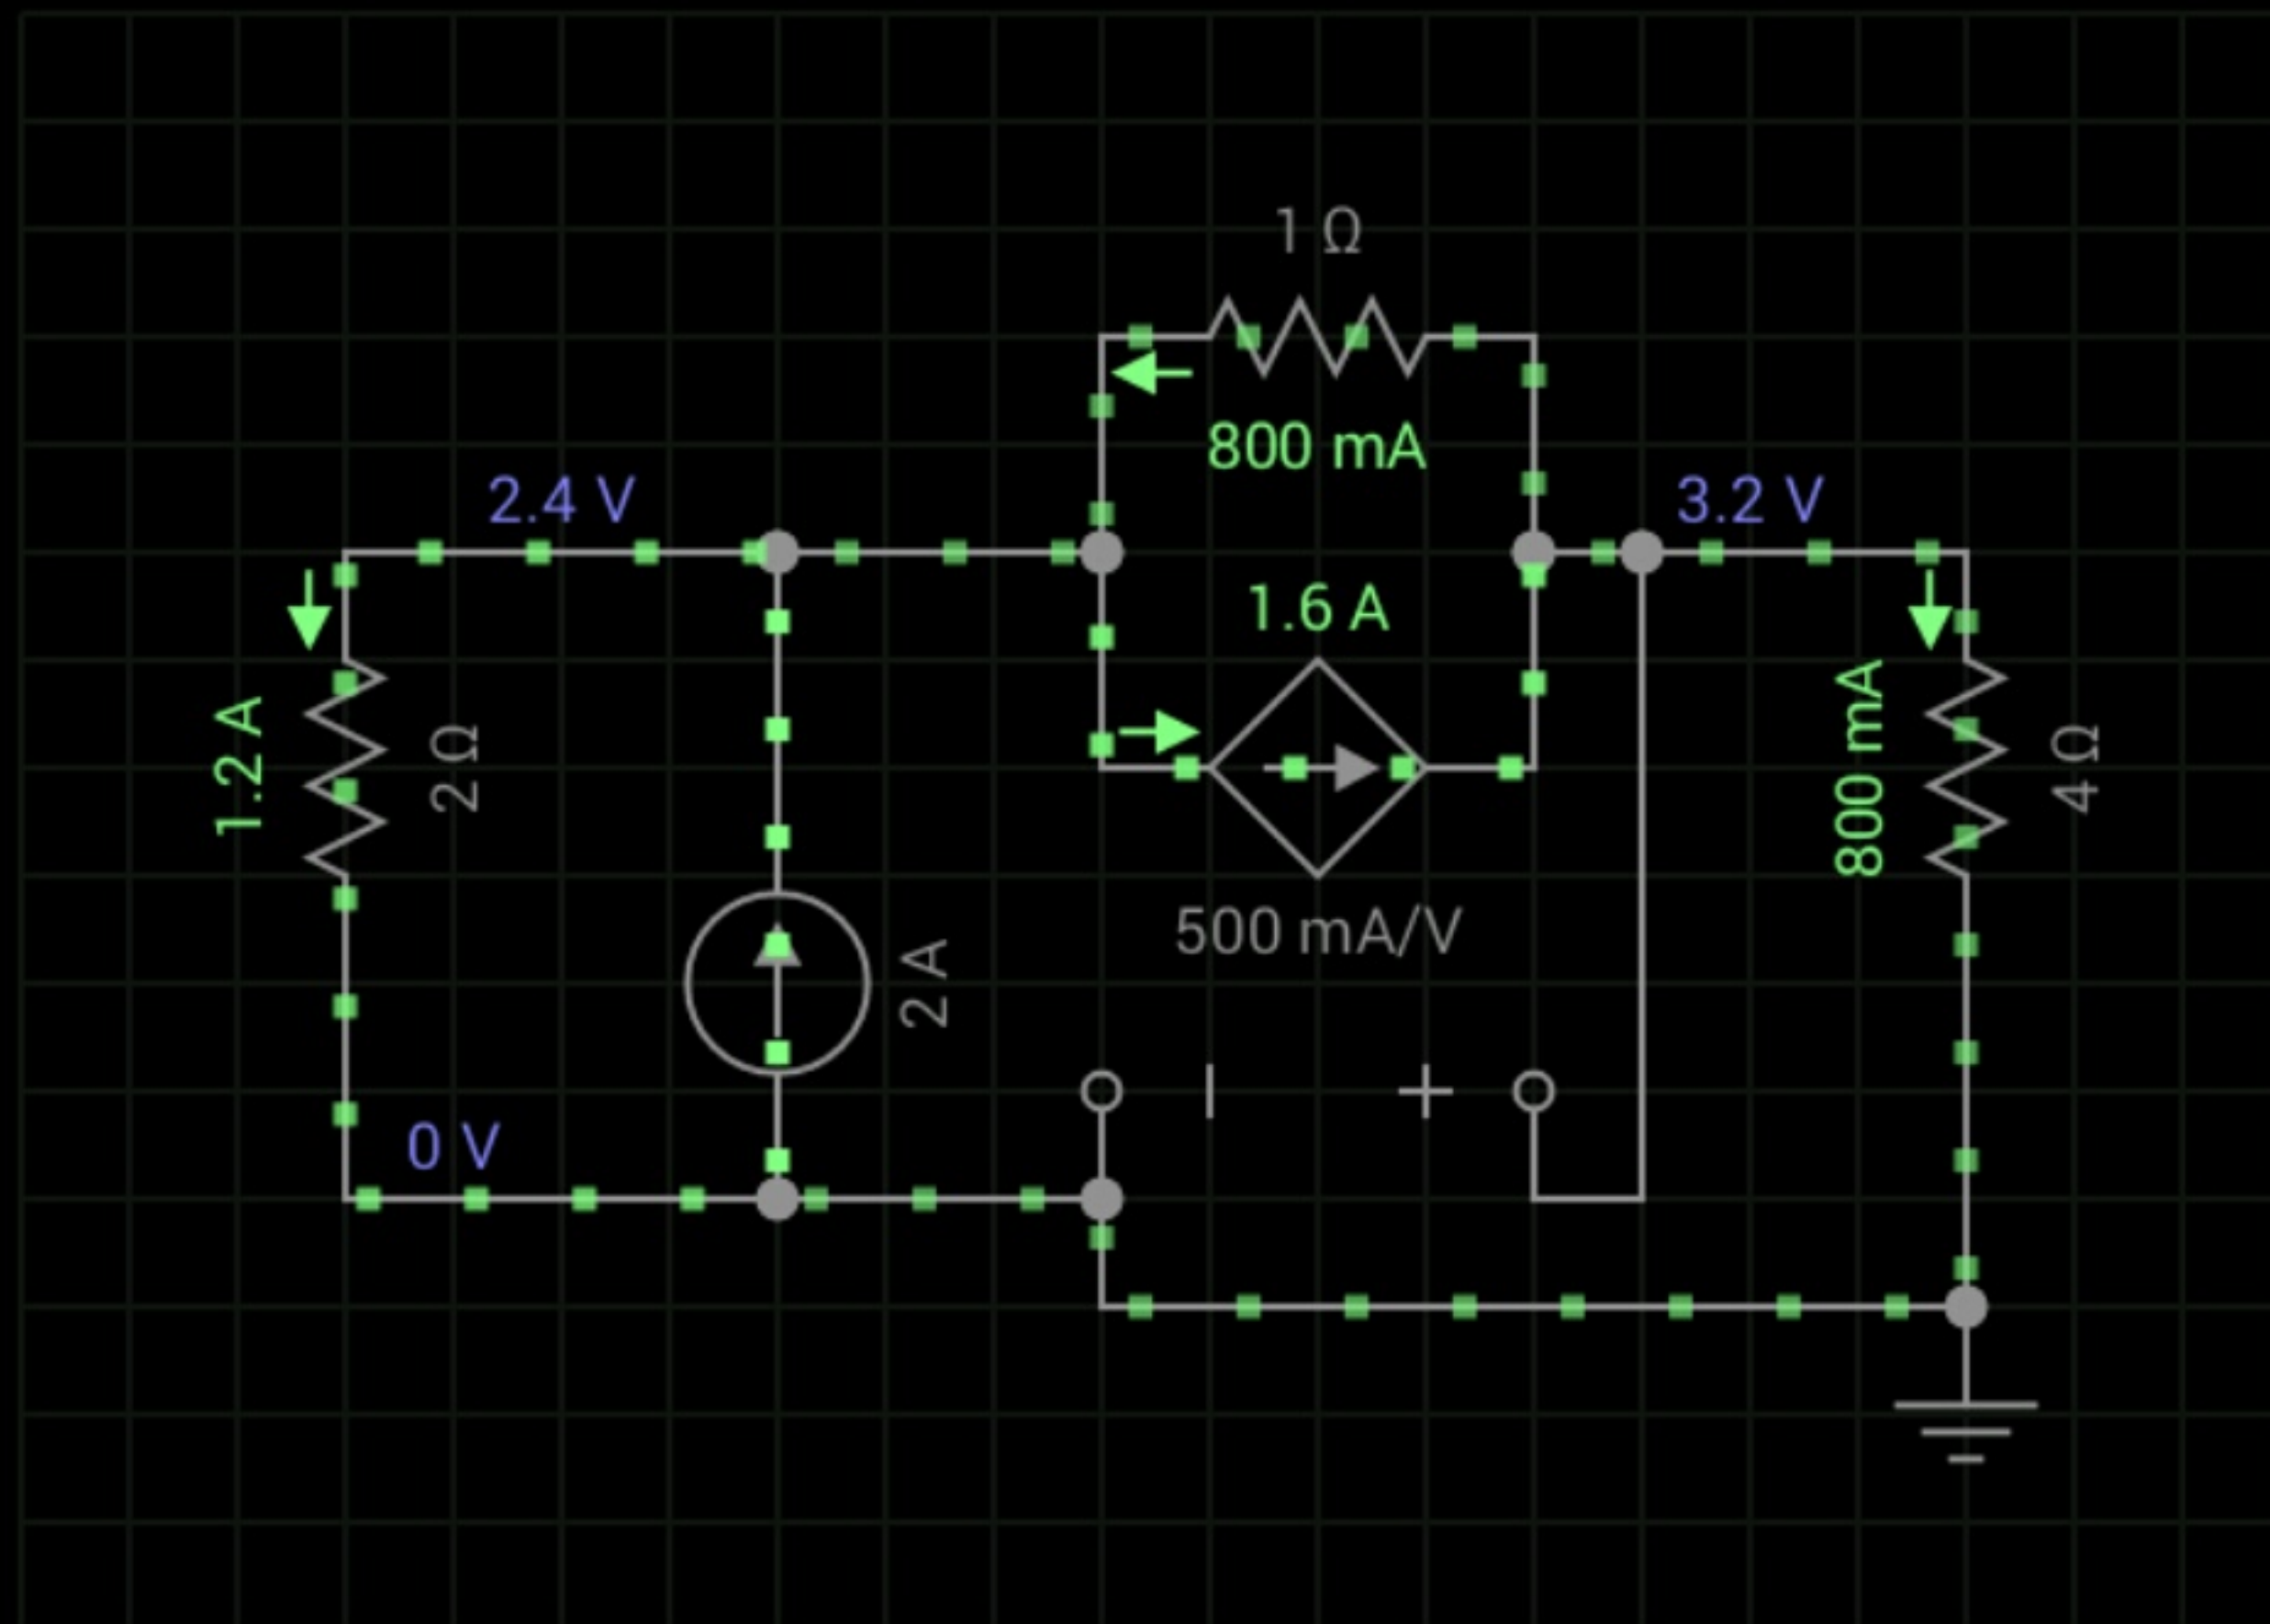 1 Ω
800 mA
2.4 V
3.2 V
1.6 A
1.2 A
2 Ω
800 mA
4 Ω
500 mA/V
2 A
0 V